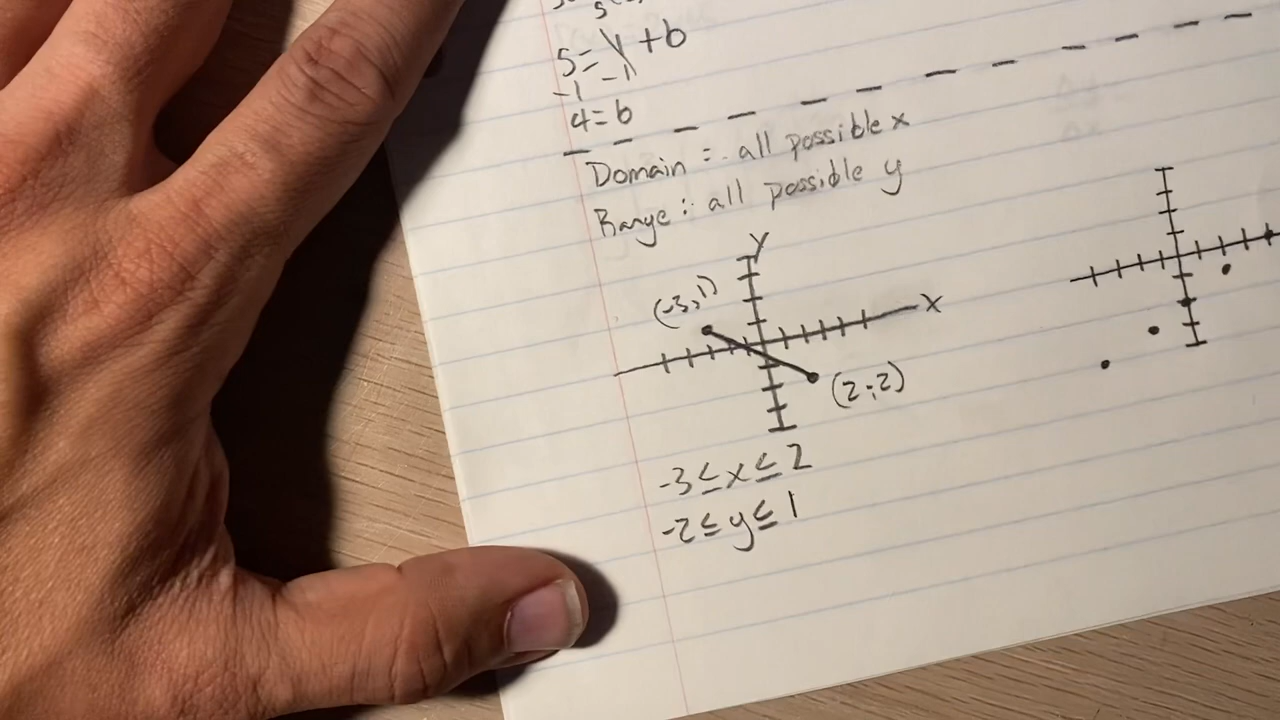 5=1+b
-1 -1
4=b
Domain : all possible x
Range : all possible y
y
(-3,1)
x
(2,-2)
-3≤x≤2
-2≤y≤1